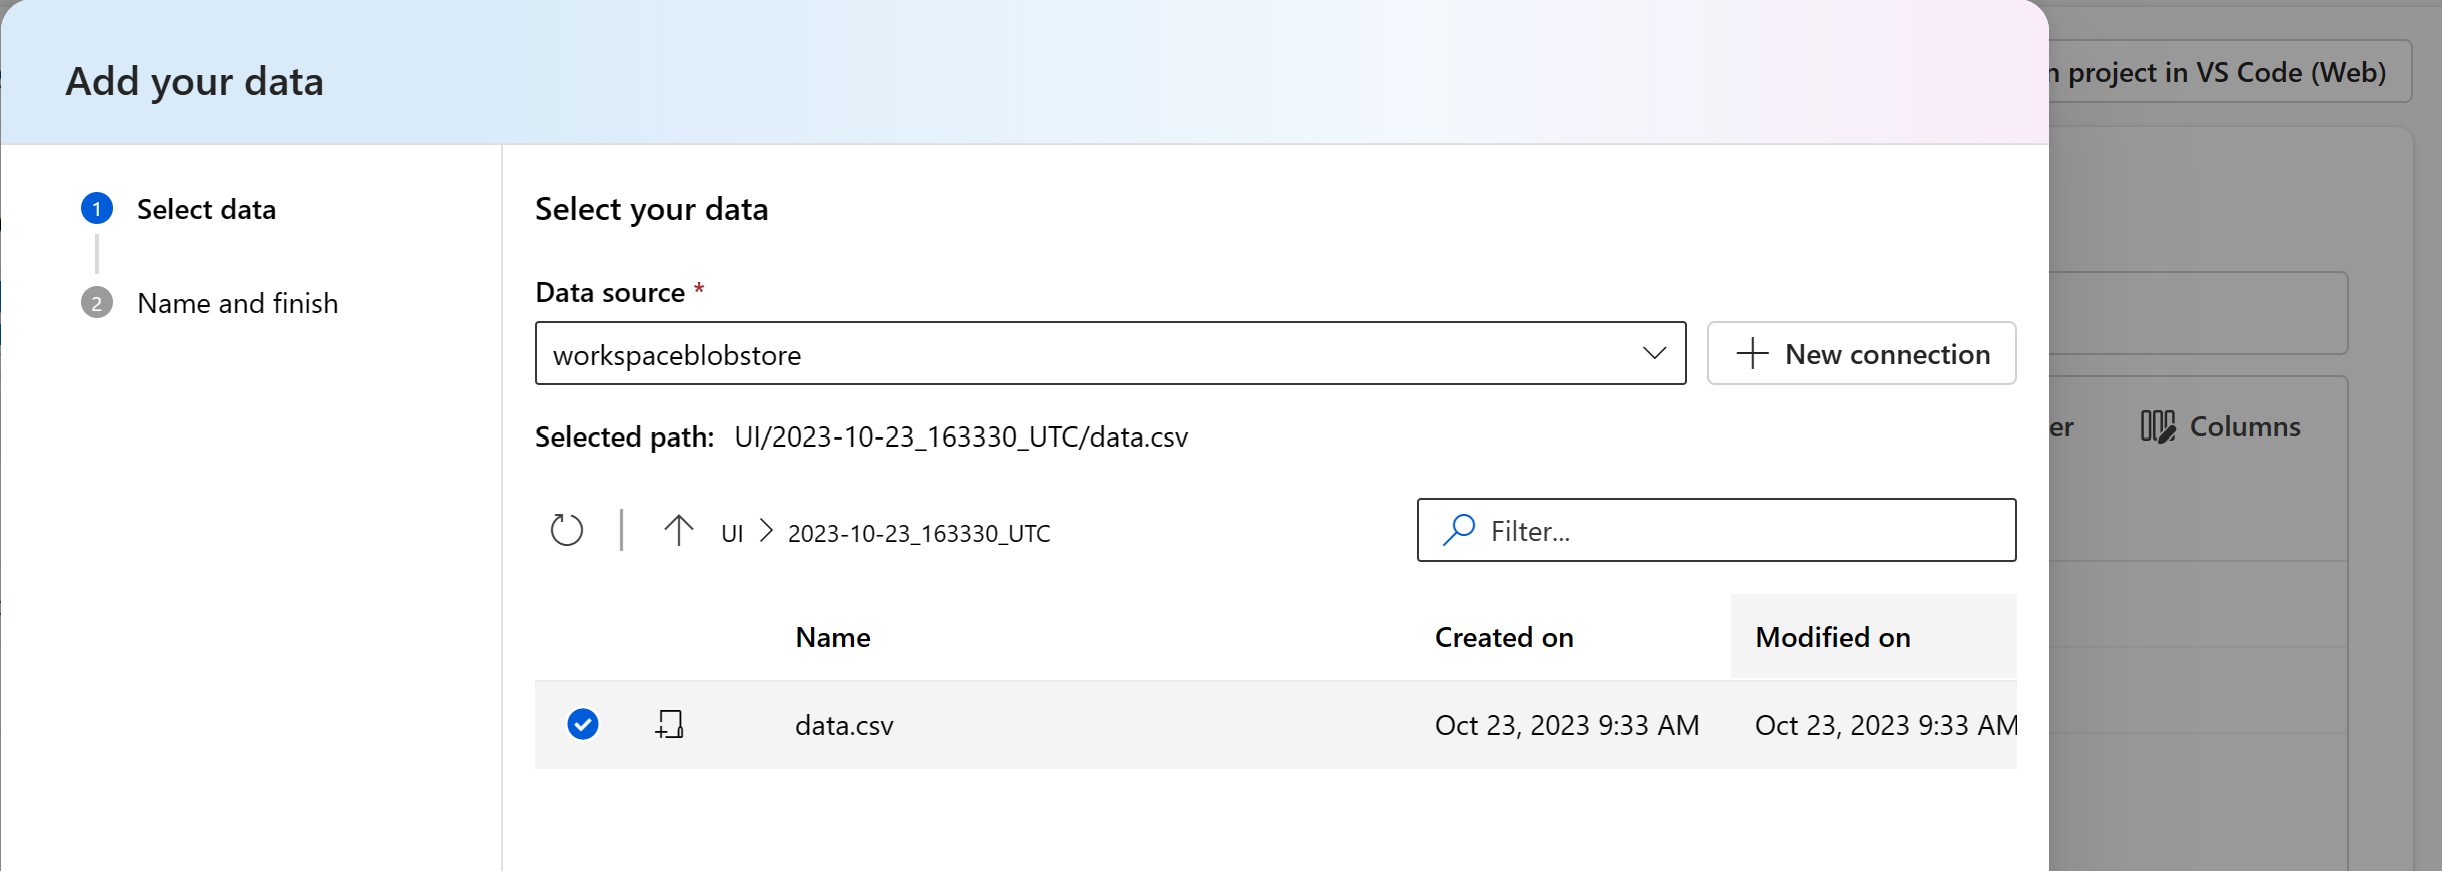 Add your data
n project in VS Code (Web)
1 Select data
2 Name and finish
Select your data
Data source *
workspaceblobstore
New connection
Selected path: UI/2023-10-23_163330_UTC/data.csv
er
Columns
UI > 2023-10-23_163330_UTC
Filter...
Name Created on Modified on
data.csv Oct 23, 2023 9:33 AM Oct 23, 2023 9:33 AM